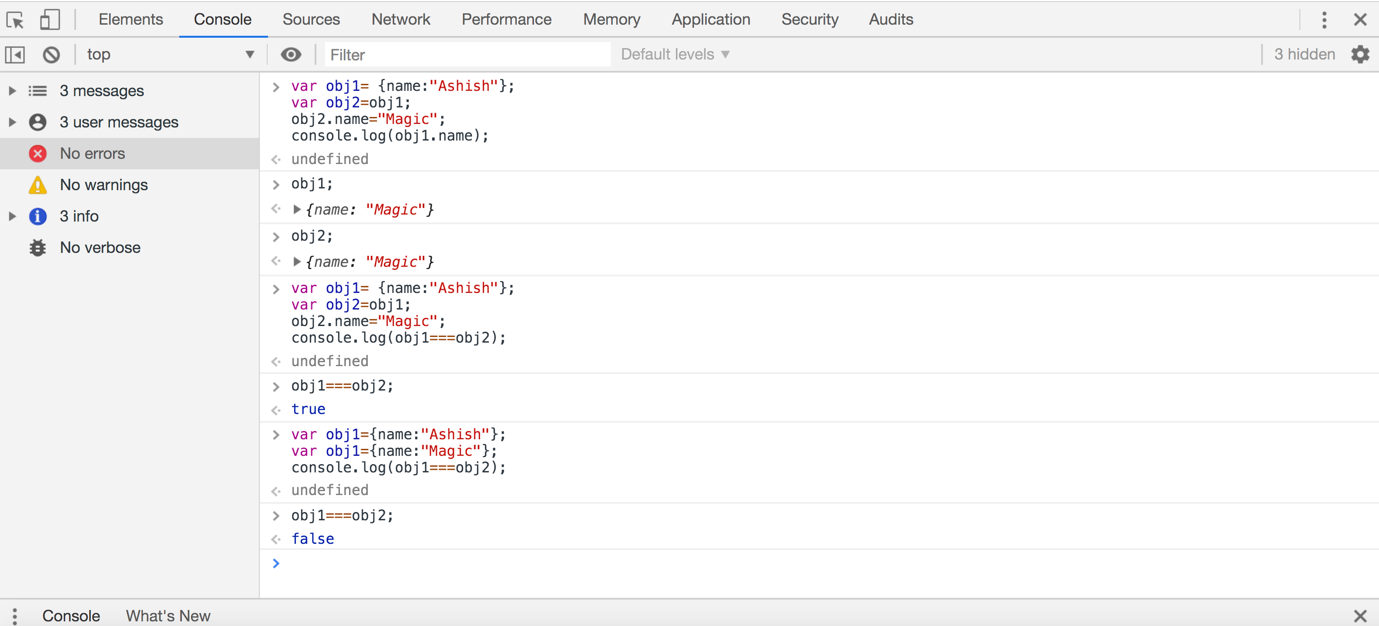 Elements Console Sources Network Performance Memory Application Security Audits
top Filter Default levels 3 hidden
3 messages
3 user messages
No errors
No warnings
3 info
No verbose
var obj1= {name:"Ashish"};
var obj2=obj1;
obj2.name="Magic";
console.log(obj1.name);
undefined
obj1;
{name: "Magic"}
obj2;
{name: "Magic"}
var obj1= {name:"Ashish"};
var obj2=obj1;
obj2.name="Magic";
console.log(obj1===obj2);
undefined
obj1===obj2;
true
var obj1={name:"Ashish"};
var obj1={name:"Magic"};
console.log(obj1===obj2);
undefined
obj1===obj2;
false
Console What's New